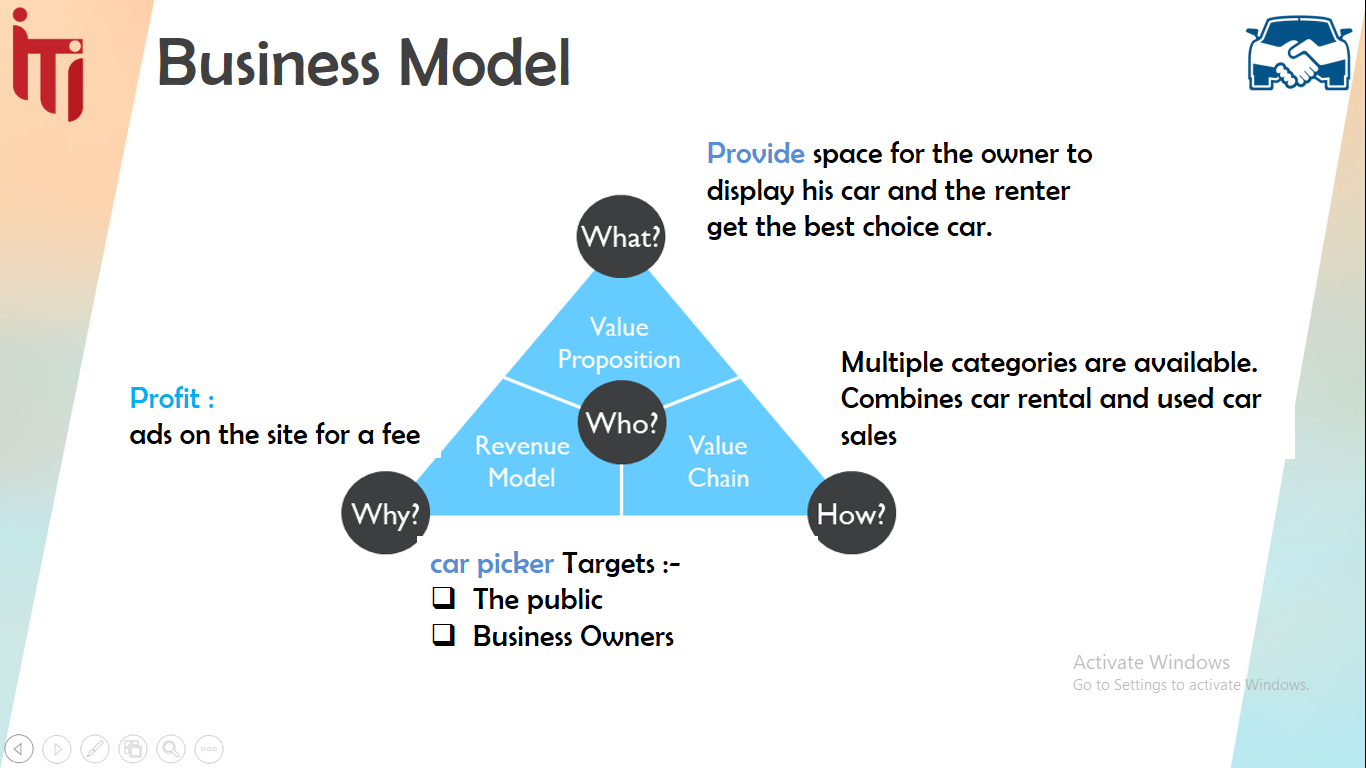 iTi
Business Model
Provide space for the owner to
display his car and the renter
get the best choice car.
What?
Value
Proposition
Multiple categories are available.
Combines car rental and used car
sales
Profit :
ads on the site for a fee
Who?
Revenue
Model
Value
Chain
Why?
How?
car picker Targets :-
The public
Business Owners
Activate Windows
Go to Settings to activate Windows.